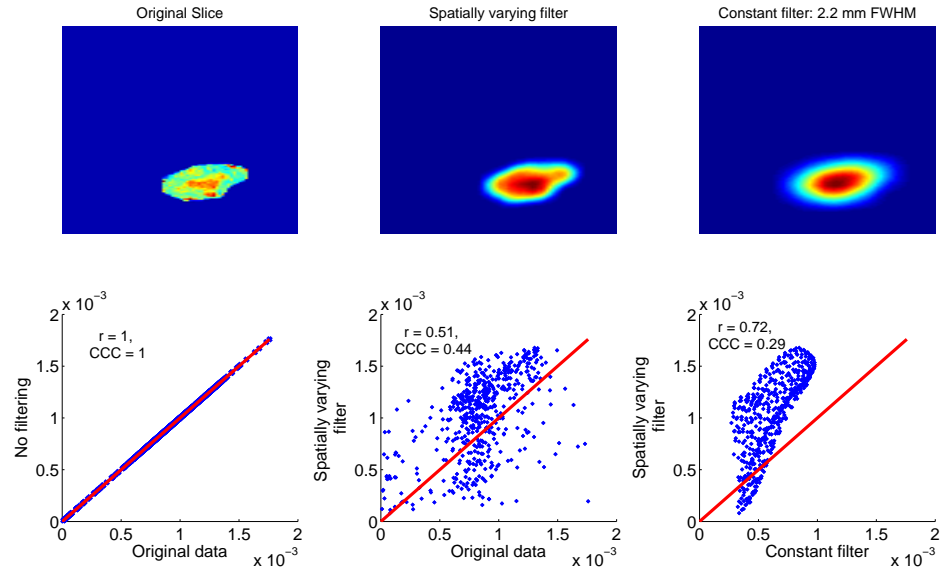 Original Slice
Spatially varying filter
Constant filter: 2.2 mm FWHM
x 10⁻³
2
1.5
1
0.5
0
No filtering
r = 1,
CCC = 1
0
0.5
1
1.5
2
Original data
x 10⁻³
x 10⁻³
2
1.5
1
0.5
0
Spatially varying
filter
r = 0.51,
CCC = 0.44
0
0.5
1
1.5
2
Original data
x 10⁻³
x 10⁻³
2
1.5
1
0.5
0
Spatially varying
filter
r = 0.72,
CCC = 0.29
0
0.5
1
1.5
2
Constant filter
x 10⁻³